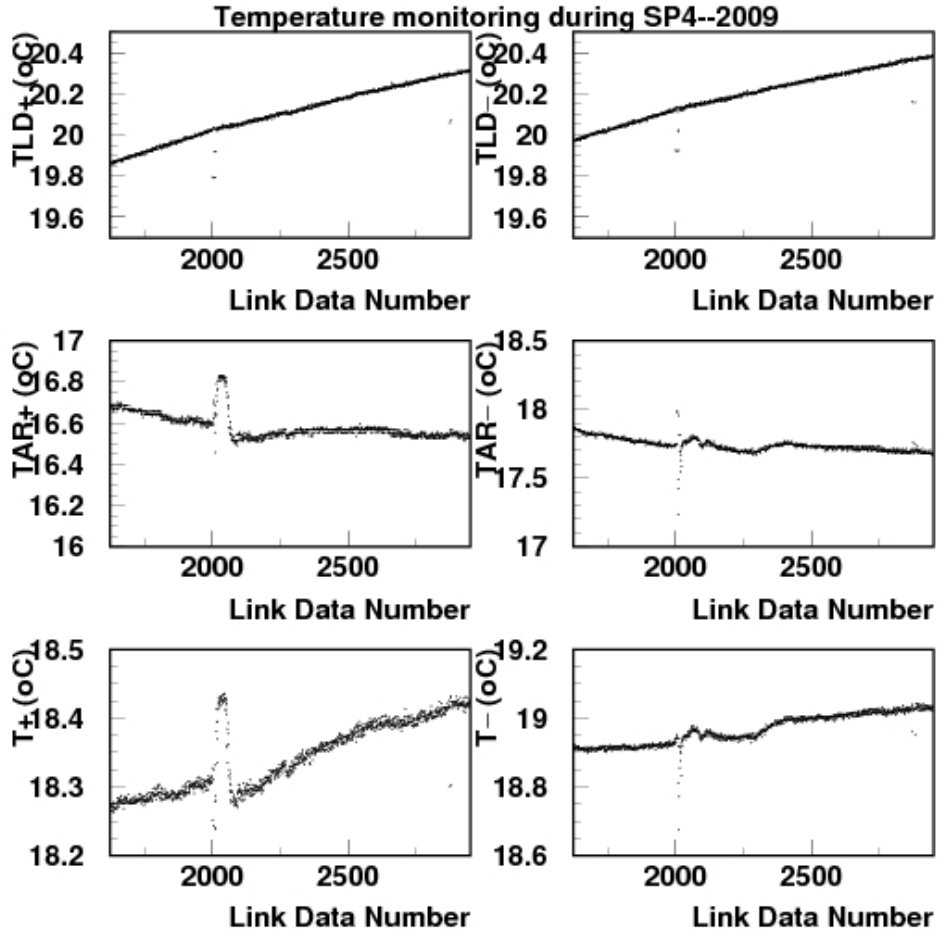 Temperature monitoring during SP4--2009
TLD+ (oC)
20.4
20.2
20
19.8
19.6
2000 2500
Link Data Number
TLD− (oC)
20.4
20.2
20
19.8
19.6
2000 2500
Link Data Number
TAR+ (oC)
17
16.8
16.6
16.4
16.2
16
2000 2500
Link Data Number
TAR− (oC)
18.5
18
17.5
17
2000 2500
Link Data Number
T+ (oC)
18.5
18.4
18.3
18.2
2000 2500
Link Data Number
T− (oC)
19.2
19
18.8
18.6
2000 2500
Link Data Number